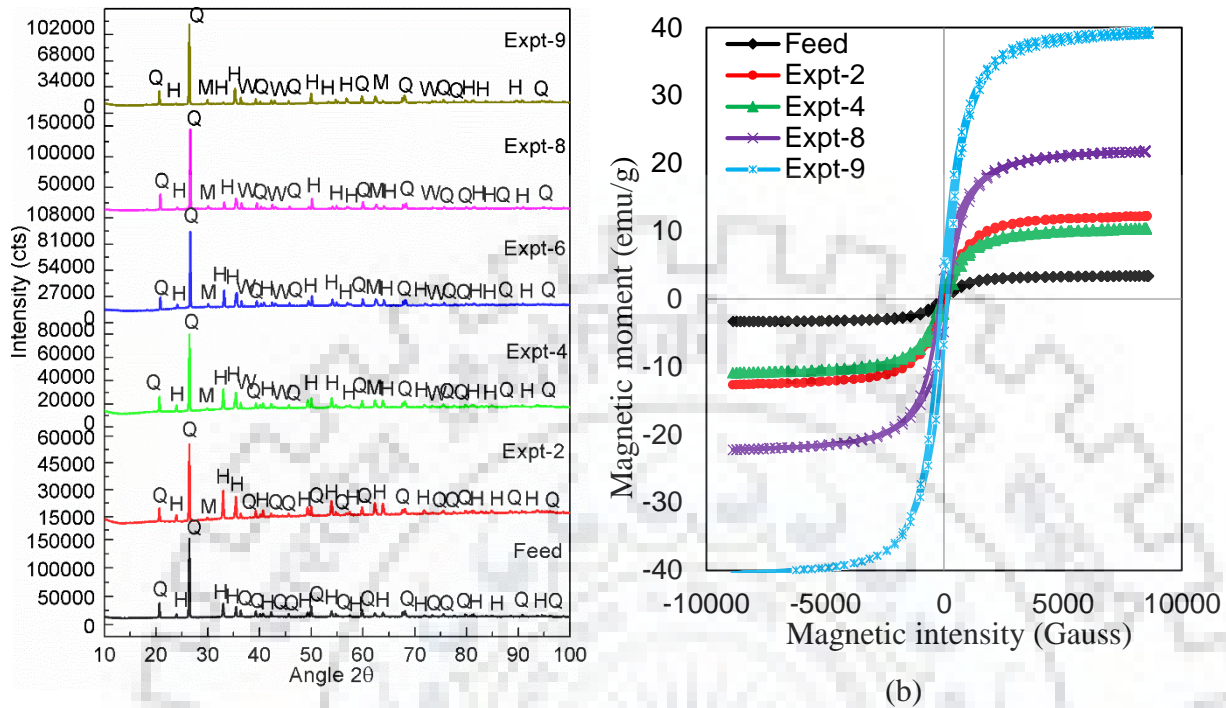 Q
102000
Expt-9
68000
34000
Q H M H H W Q W Q H H H Q M Q W Q Q H H H Q
0
Q
150000
Expt-8
100000
50000
Q H M H W Q W Q H H H Q M H Q W Q Q H H Q Q
0
108000
Q
Expt-6
81000
54000
27000
Q H M H H W Q H W Q H H H Q M H Q H W Q Q H H Q H Q
0
Q
80000
Expt-4
60000
40000
20000
Q H M H H W Q H W Q H H H Q M H Q H W Q Q H H Q H Q
0
Q
60000
Expt-2
45000
30000
15000
Q H M H H Q H Q Q H Q H Q H Q H H Q H Q Q Q H H Q H Q
0
Q
150000
Feed
100000
50000
Q H H H Q H Q Q H Q H Q H Q H H Q H Q Q H H Q H Q
0
10 20 30 40 50 60 70 80 90 100
Angle 2θ
Intensity (cts)
Feed
Expt-2
Expt-4
Expt-8
Expt-9
40
30
20
10
0
-10
-20
-30
-40
-10000 -5000 0 5000 10000
Magnetic moment (emu/g)
Magnetic intensity (Gauss)
(b)